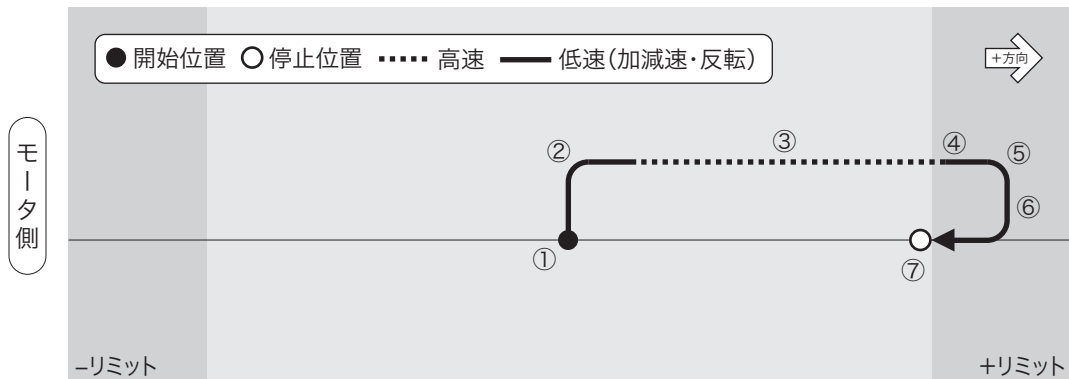 ●開始位置 ○停止位置 ・・・・・ 高速 ━━ 低速(加減速・反転)
+方向
モータ側
②
③
④
⑤
⑥
①
⑦
−リミット
+リミット